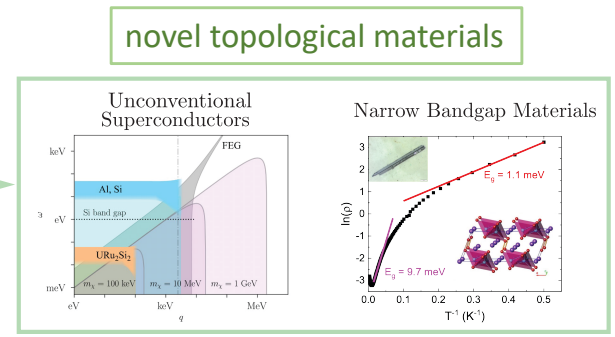 novel topological materials
Unconventional
Superconductors
keV
eV
meV
ω
Al, Si
FEG
Si band gap
URu₂Si₂
mχ = 100 keV
mχ = 10 MeV
mχ = 1 GeV
eV
keV
MeV
q
Narrow Bandgap Materials
3
2
1
0
-1
-2
-3
ln(ρ)
E_g = 1.1 meV
E_g = 9.7 meV
0.0
0.1
0.2
0.3
0.4
0.5
T⁻¹ (K⁻¹)